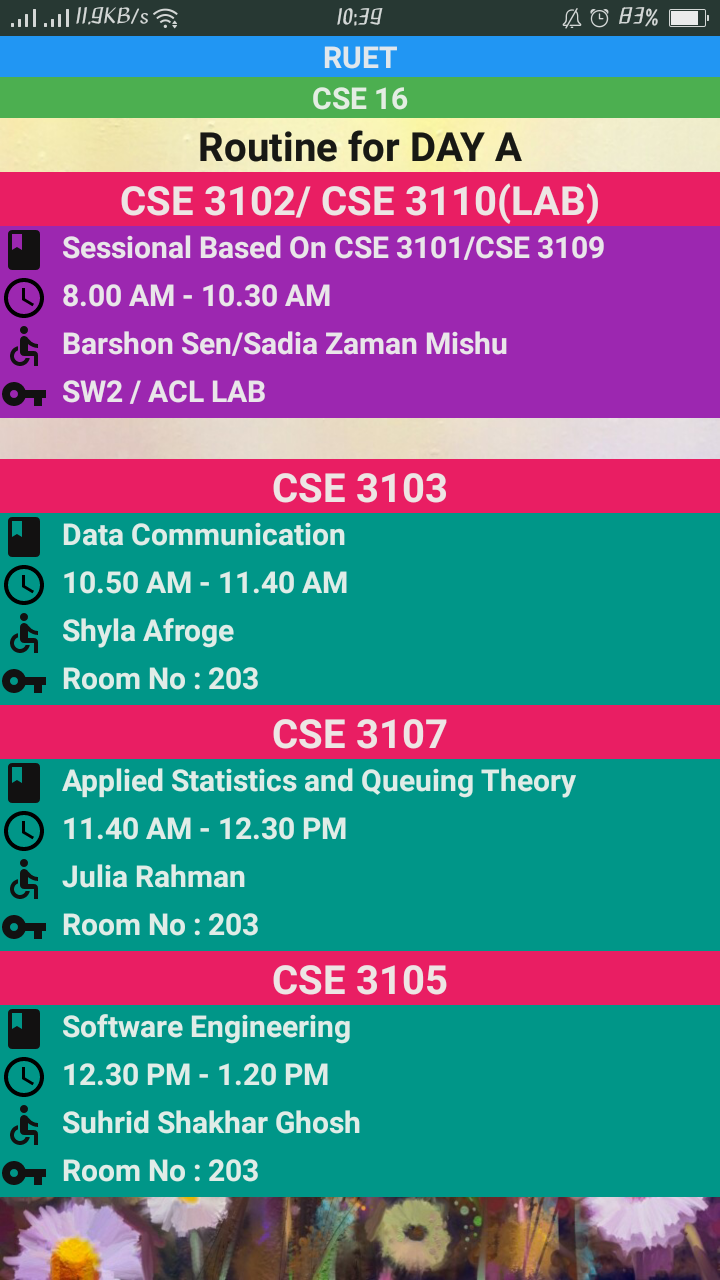 11.9KB/s 10:39 83%
RUET
CSE 16
Routine for DAY A
CSE 3102/ CSE 3110(LAB)
Sessional Based On CSE 3101/CSE 3109
8.00 AM - 10.30 AM
Barshon Sen/Sadia Zaman Mishu
SW2 / ACL LAB
CSE 3103
Data Communication
10.50 AM - 11.40 AM
Shyla Afroge
Room No : 203
CSE 3107
Applied Statistics and Queuing Theory
11.40 AM - 12.30 PM
Julia Rahman
Room No : 203
CSE 3105
Software Engineering
12.30 PM - 1.20 PM
Suhrid Shakhar Ghosh
Room No : 203